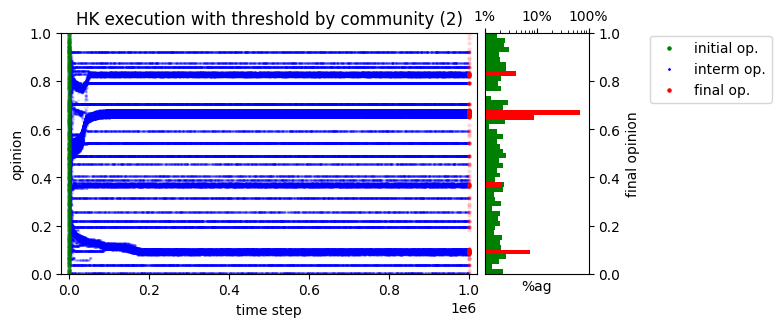 HK execution with threshold by community (2)
1% 10% 100%
initial op.
interm op.
final op.
1.0
0.8
0.6
0.4
0.2
0.0
opinion
0.0 0.2 0.4 0.6 0.8 1.0
1e6
time step
1.0
0.8
0.6
0.4
0.2
0.0
final opinion
%ag